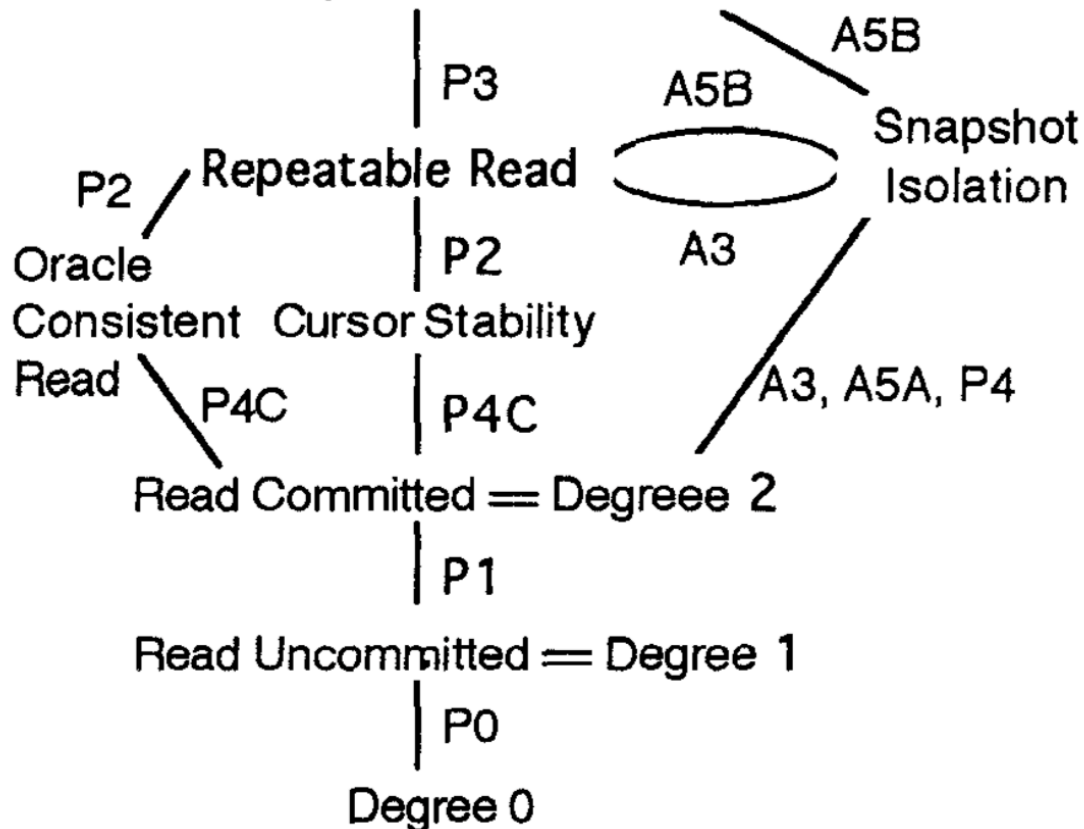 A5B
P3
A5B
Snapshot
Isolation
P2
Repeatable Read
Oracle
Consistent
Read
P2
A3
Cursor Stability
P4C
P4C
A3, A5A, P4
Read Committed = Degreee 2
P1
Read Uncommitted = Degree 1
P0
Degree 0